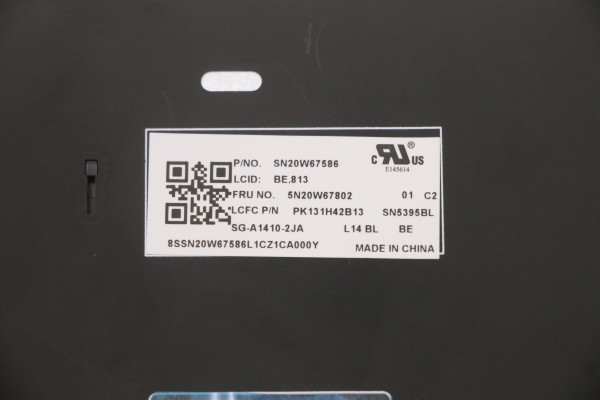 P/NO. SN20W67586
c RU ® US
E145614
LCID: BE,813
FRU NO. 5N20W67802 01 C2
LCFC P/N PK131H42B13 SN5395BL
SG-A1410-2JA L14 BL BE
8SSN20W67586L1CZ1CA000Y MADE IN CHINA